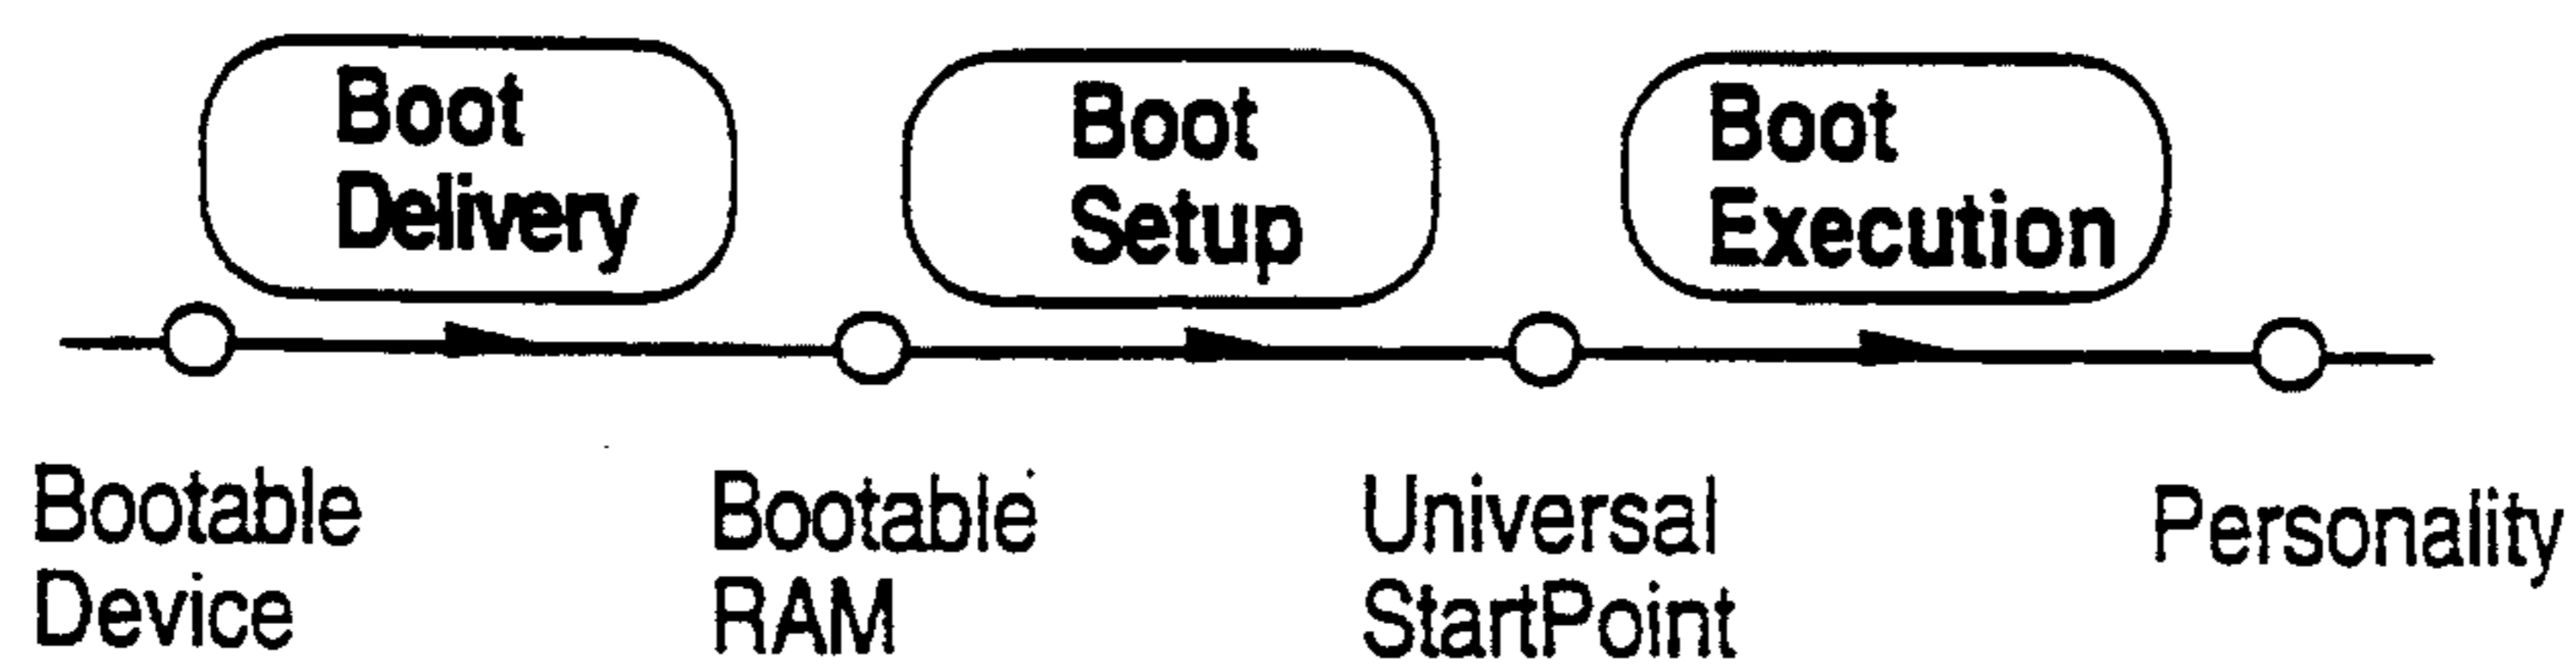 Boot
Delivery
Boot
Setup
Boot
Execution
Bootable
Device
Bootable
RAM
Universal
StartPoint
Personality